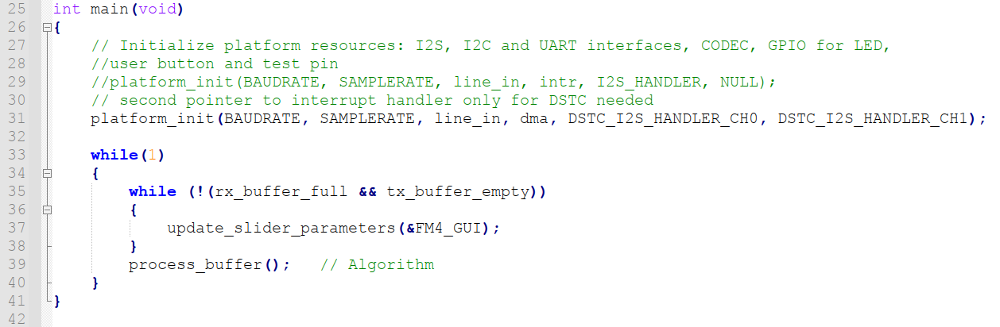 25 int main(void)
26 {
27 // Initialize platform resources: I2S, I2C and UART interfaces, CODEC, GPIO for LED,
28 //user button and test pin
29 //platform_init(BAUDRATE, SAMPLERATE, line_in, intr, I2S_HANDLER, NULL);
30 // second pointer to interrupt handler only for DSTC needed
31 platform_init(BAUDRATE, SAMPLERATE, line_in, dma, DSTC_I2S_HANDLER_CH0, DSTC_I2S_HANDLER_CH1);
32
33 while(1)
34 {
35 while (!(rx_buffer_full && tx_buffer_empty))
36 {
37 update_slider_parameters(&FM4_GUI);
38 }
39 process_buffer(); // Algorithm
40 }
41 }
42